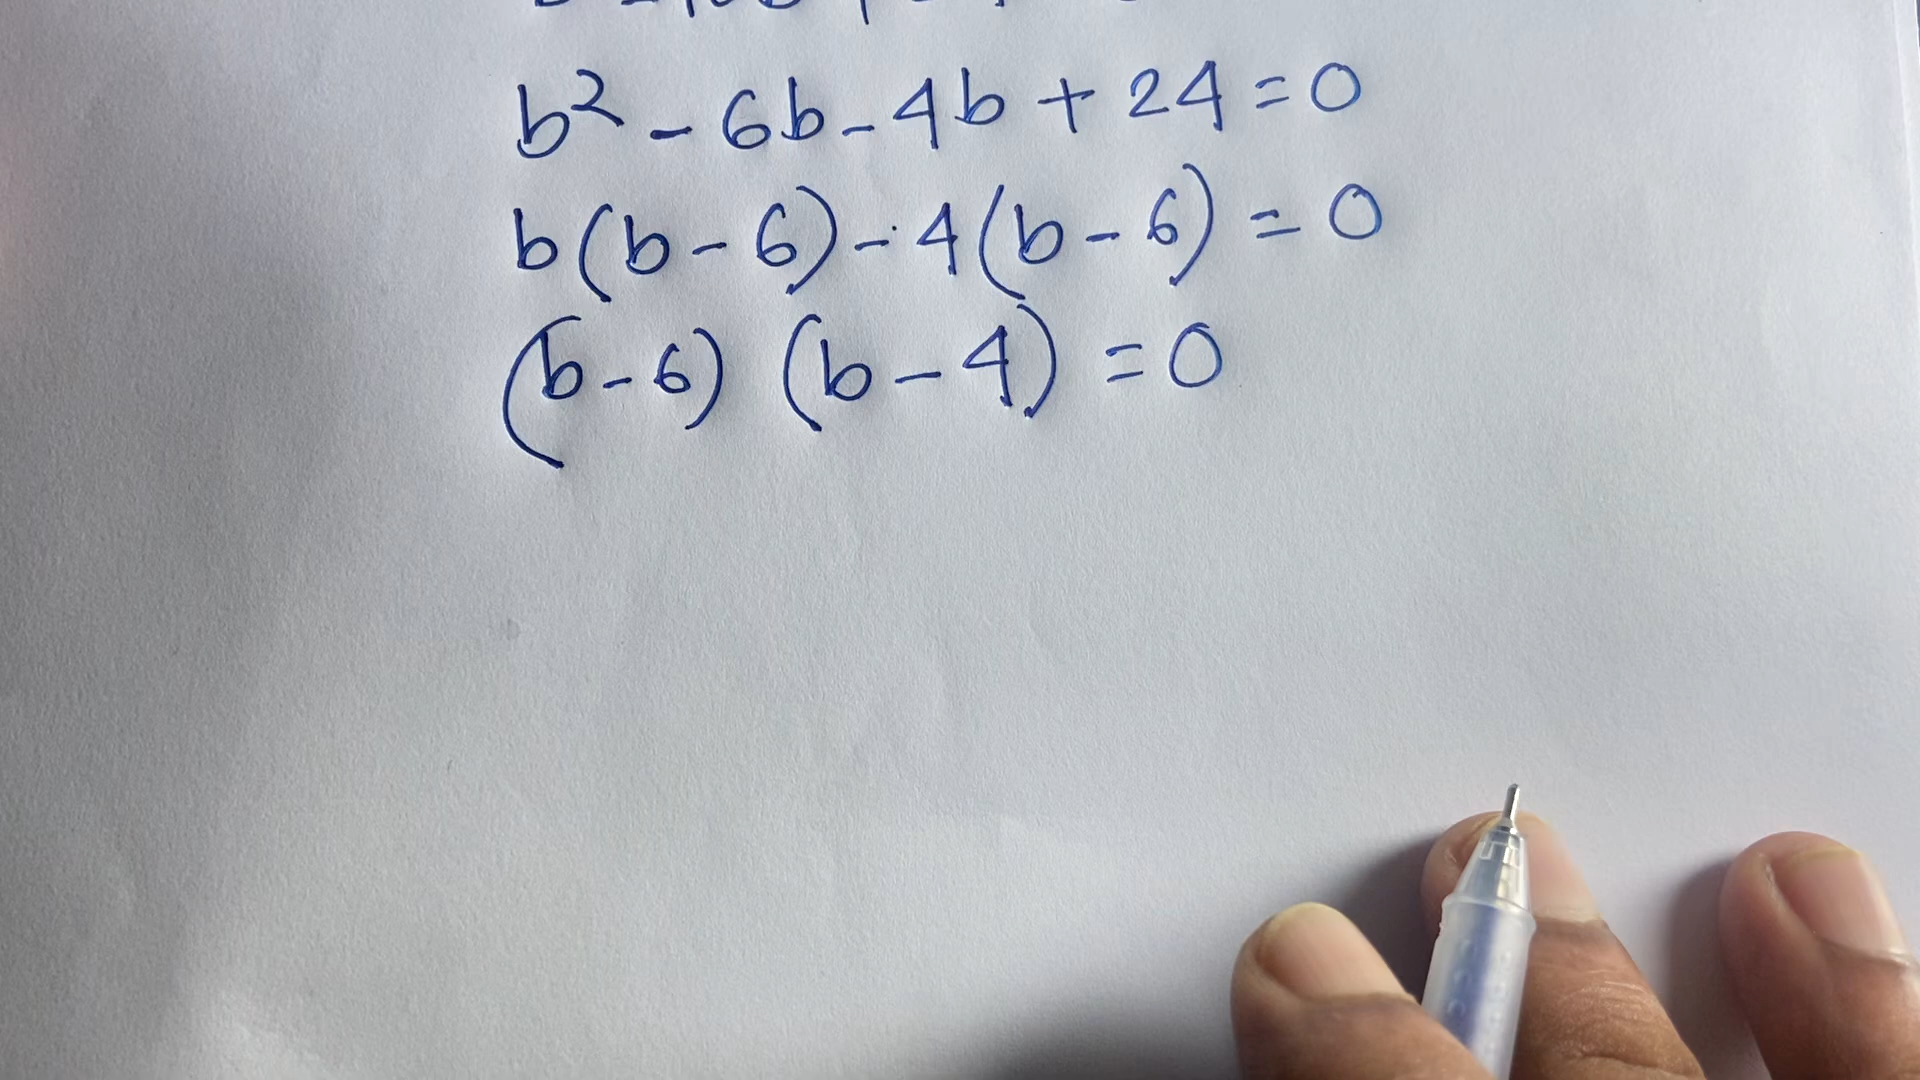 b² - 6b - 4b + 24 = 0
b(b - 6) - 4(b - 6) = 0
(b - 6) (b - 4) = 0